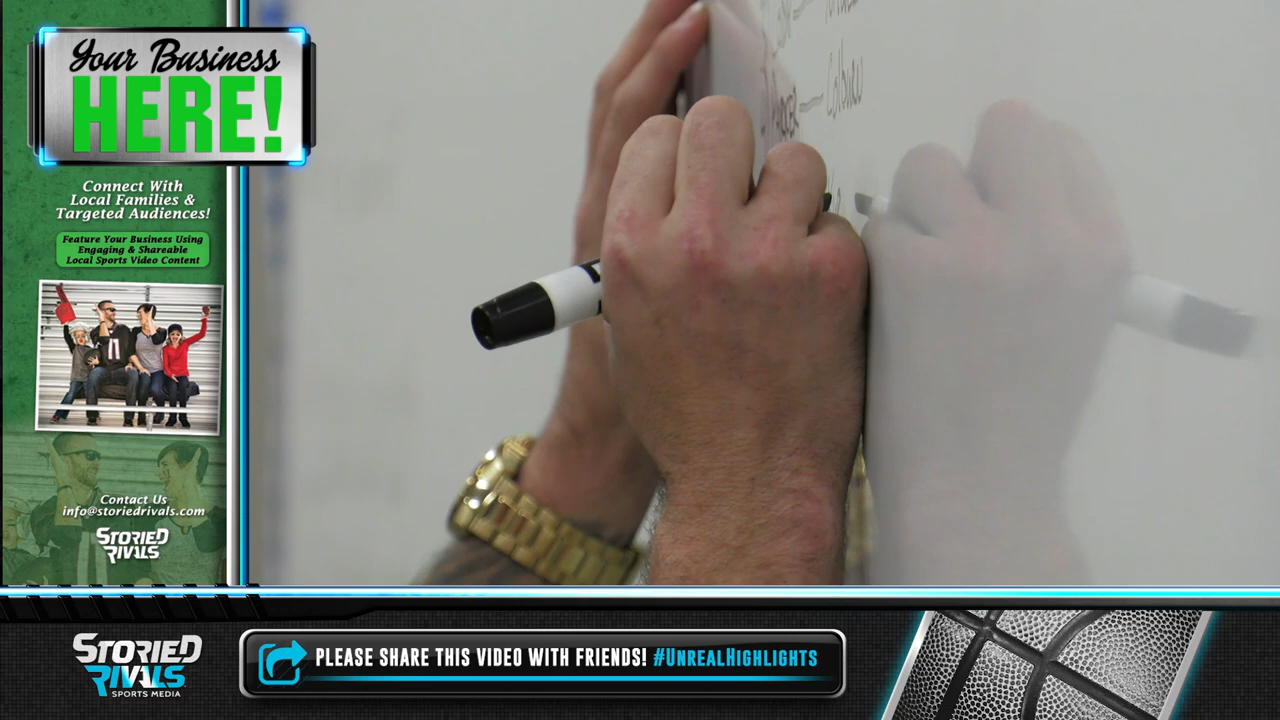 Your Business
HERE!
Connect With
Local Families &
Targeted Audiences!
Feature Your Business Using
Engaging & Shareable
Local Sports Video Content
11
Contact Us
info@storiedrivals.com
STORIED
RIVALS
STORIED
RIVALS
SPORTS MEDIA
PLEASE SHARE THIS VIDEO WITH FRIENDS! #UNREALHIGHLIGHTS